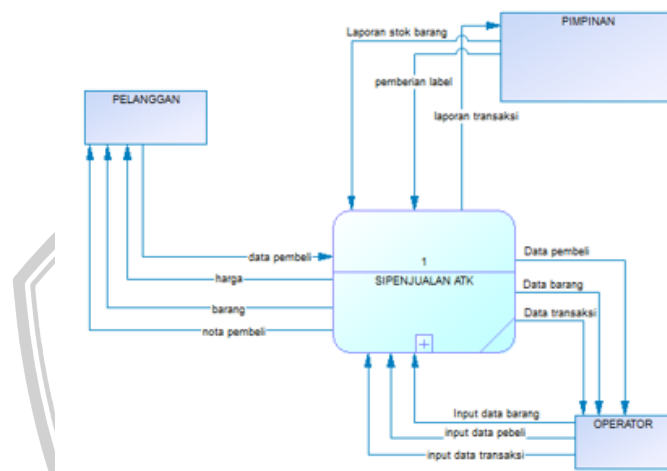 PIMPINAN
Laporan stok barang
pemberian label
laporan transaksi
PELANGGAN
data pembeli
harga
barang
nota pembeli
1
SIPENJUALAN ATK
Data pembeli
Data barang
Data transaksi
Input data barang
input data pebeli
input data transaksi
OPERATOR